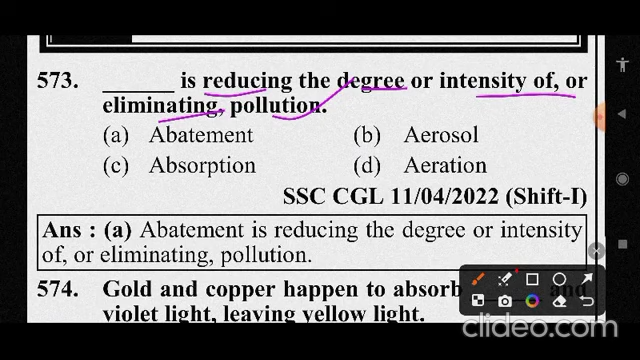 573. ______ is reducing the degree or intensity of, or
eliminating, pollution.
(a) Abatement (b) Aerosol
(c) Absorption (d) Aeration
SSC CGL 11/04/2022 (Shift-I)
Ans : (a) Abatement is reducing the degree or intensity
of, or eliminating, pollution.
574. Gold and copper happen to absorb and
violet light, leaving yellow light.
clideo.com